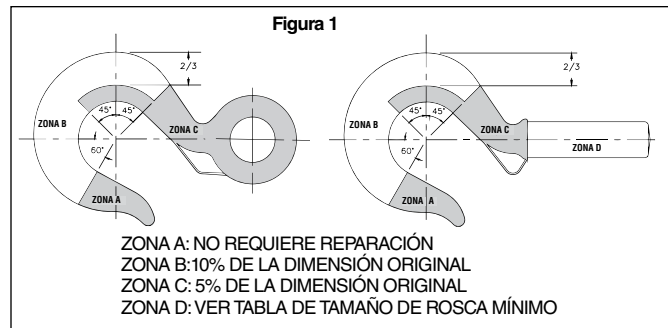 Figura 1
2/3
45° 45°
ZONA B
ZONA C
60°
ZONA A
2/3
45° 45°
ZONA B
ZONA C
ZONA D
60°
ZONA A
ZONA A: NO REQUIERE REPARACIÓN
ZONA B:10% DE LA DIMENSIÓN ORIGINAL
ZONA C: 5% DE LA DIMENSIÓN ORIGINAL
ZONA D: VER TABLA DE TAMAÑO DE ROSCA MÍNIMO